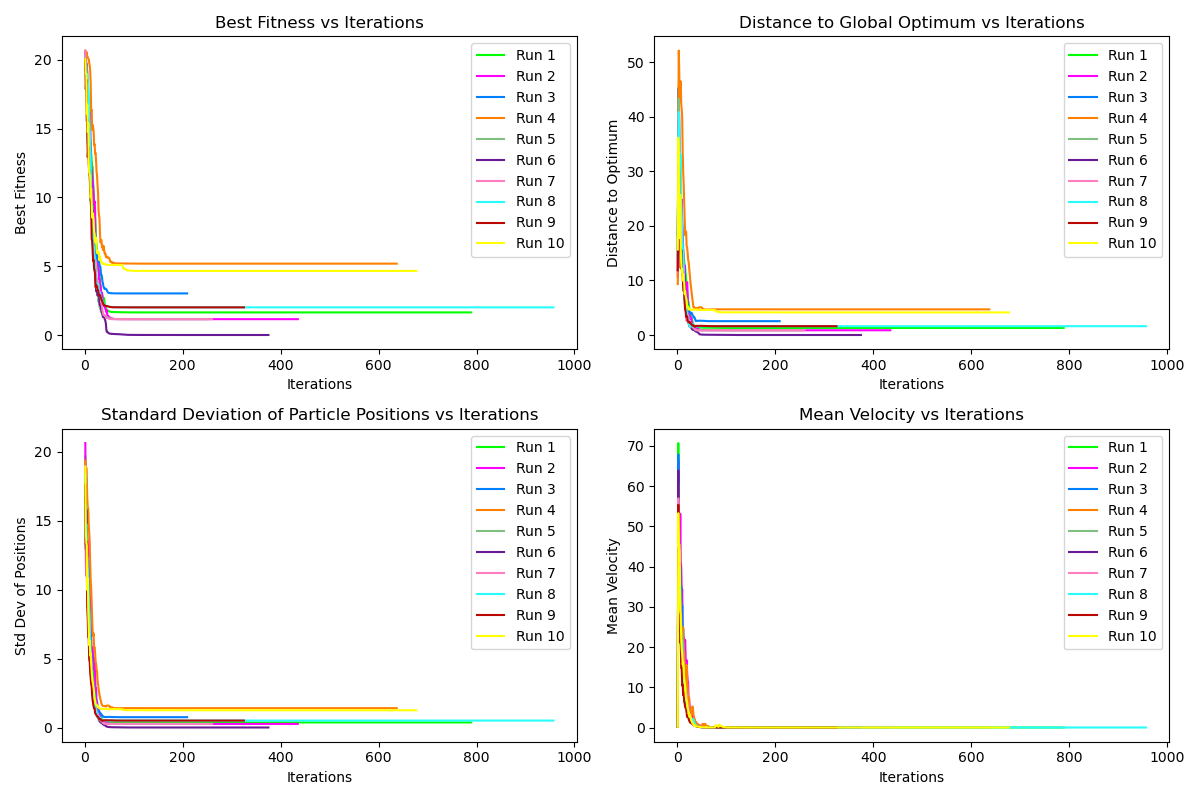 Best Fitness vs Iterations
Best Fitness
20
15
10
5
0
0 200 400 600 800 1000
Iterations
Run 1
Run 2
Run 3
Run 4
Run 5
Run 6
Run 7
Run 8
Run 9
Run 10
Distance to Global Optimum vs Iterations
Distance to Optimum
50
40
30
20
10
0
0 200 400 600 800 1000
Iterations
Run 1
Run 2
Run 3
Run 4
Run 5
Run 6
Run 7
Run 8
Run 9
Run 10
Standard Deviation of Particle Positions vs Iterations
Std Dev of Positions
20
15
10
5
0
0 200 400 600 800 1000
Iterations
Run 1
Run 2
Run 3
Run 4
Run 5
Run 6
Run 7
Run 8
Run 9
Run 10
Mean Velocity vs Iterations
Mean Velocity
70
60
50
40
30
20
10
0
0 200 400 600 800 1000
Iterations
Run 1
Run 2
Run 3
Run 4
Run 5
Run 6
Run 7
Run 8
Run 9
Run 10